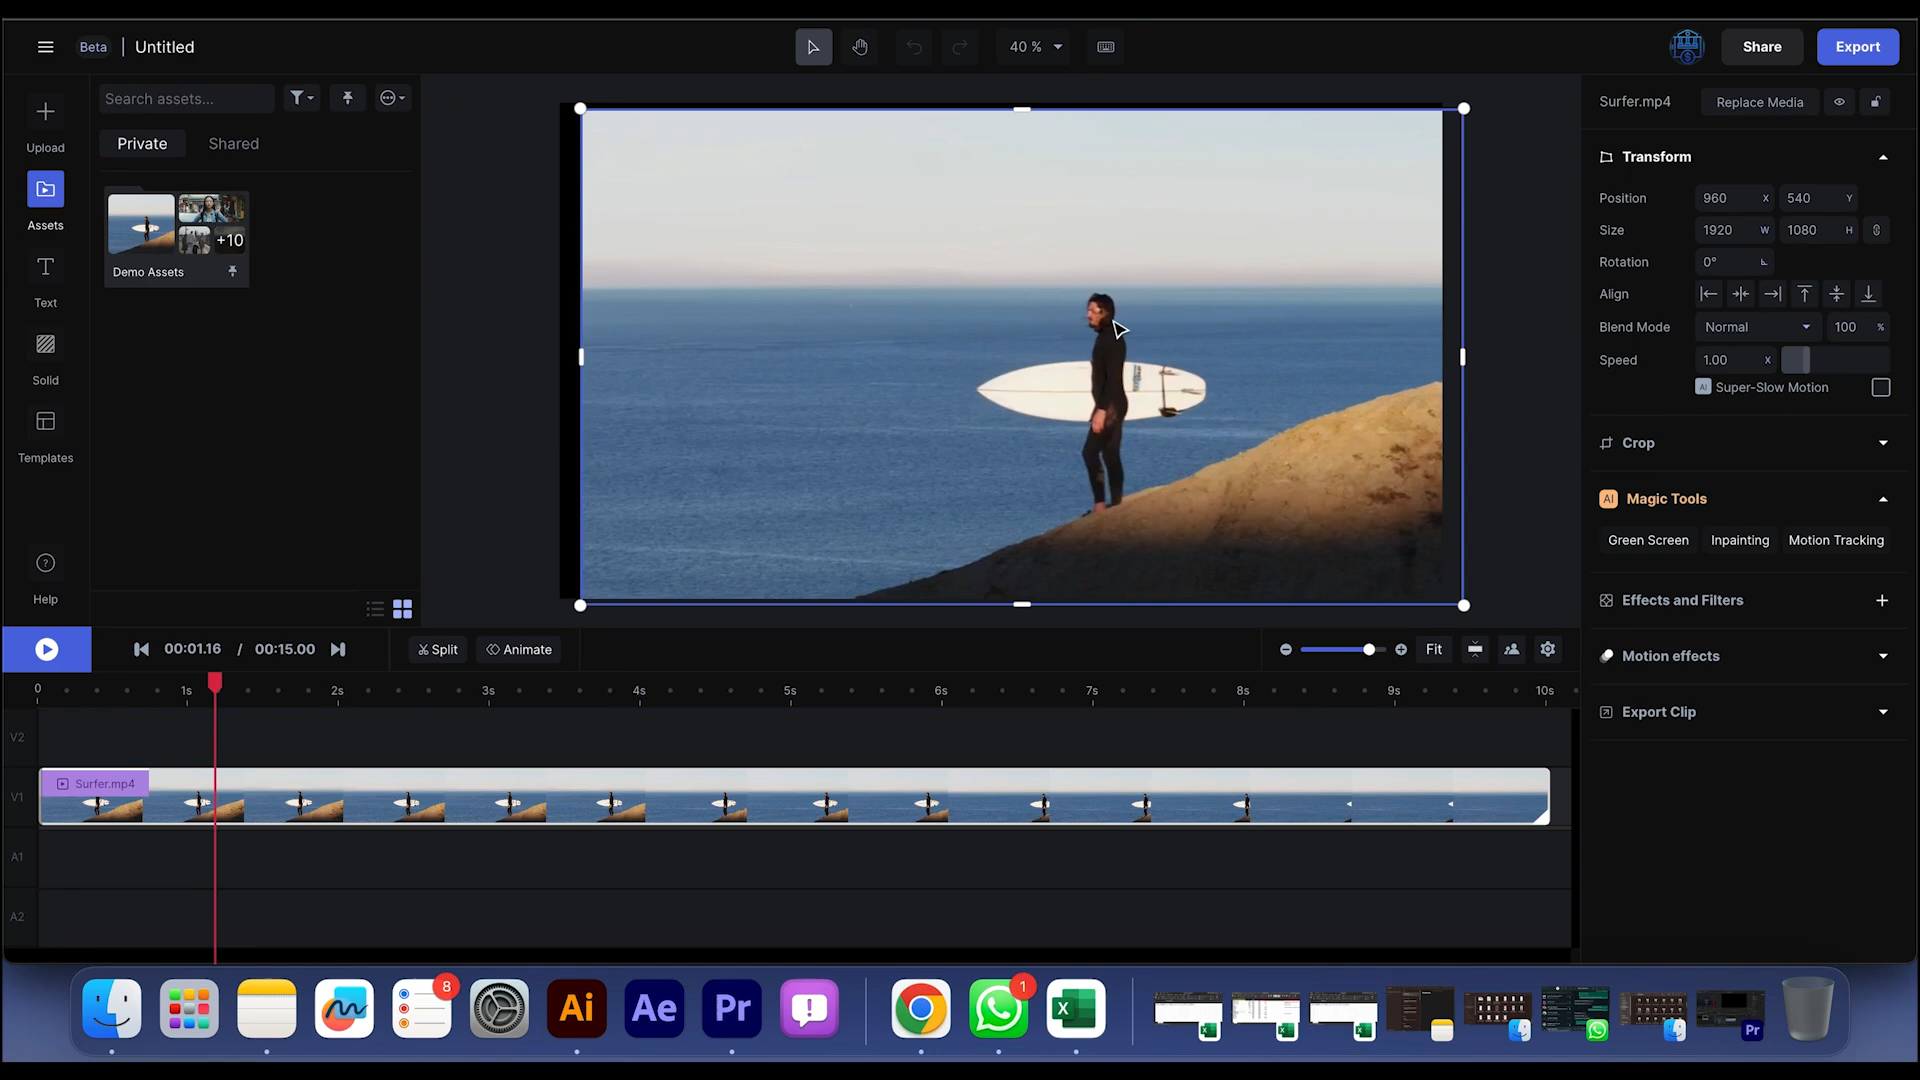 Beta
Untitled
40 %
Share
Export
Search assets...
Upload
Private
Shared
Assets
+10
Demo Assets
Text
Solid
Templates
Help
Surfer.mp4
Replace Media
Transform
Position
960 X
540 Y
Size
1920 W
1080 H
Rotation
0°
Align
Blend Mode
Normal
100 %
Speed
1.00 X
AI Super-Slow Motion
Crop
AI Magic Tools
Green Screen
Inpainting
Motion Tracking
Effects and Filters
Motion effects
Export Clip
00:01.16 / 00:15.00
Split
Animate
Fit
0 1s 2s 3s 4s 5s 6s 7s 8s 9s 10s
V2
V1
Surfer.mp4
A1
A2
8
Ai
Ae
Pr
1
X
Pr